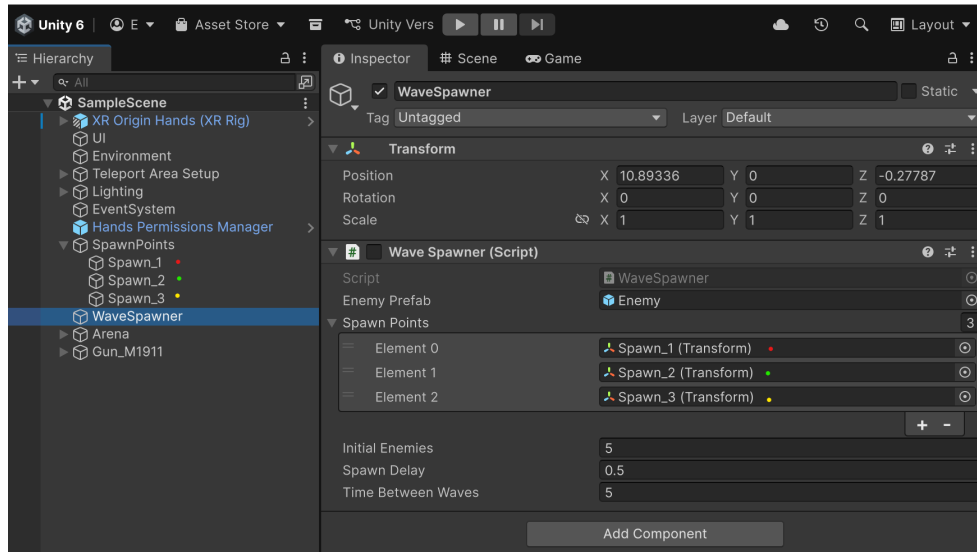 Unity 6 E Asset Store Unity Vers Layout
Hierarchy
All
SampleScene
XR Origin Hands (XR Rig)
UI
Environment
Teleport Area Setup
Lighting
EventSystem
Hands Permissions Manager
SpawnPoints
Spawn_1
Spawn_2
Spawn_3
WaveSpawner
Arena
Gun_M1911
Inspector Scene Game
WaveSpawner Static
Tag Untagged Layer Default
Transform
Position X 10.89336 Y 0 Z -0.27787
Rotation X 0 Y 0 Z 0
Scale X 1 Y 1 Z 1
# Wave Spawner (Script)
Script # WaveSpawner
Enemy Prefab Enemy
Spawn Points 3
Element 0 Spawn_1 (Transform)
Element 1 Spawn_2 (Transform)
Element 2 Spawn_3 (Transform)
+ -
Initial Enemies 5
Spawn Delay 0.5
Time Between Waves 5
Add Component